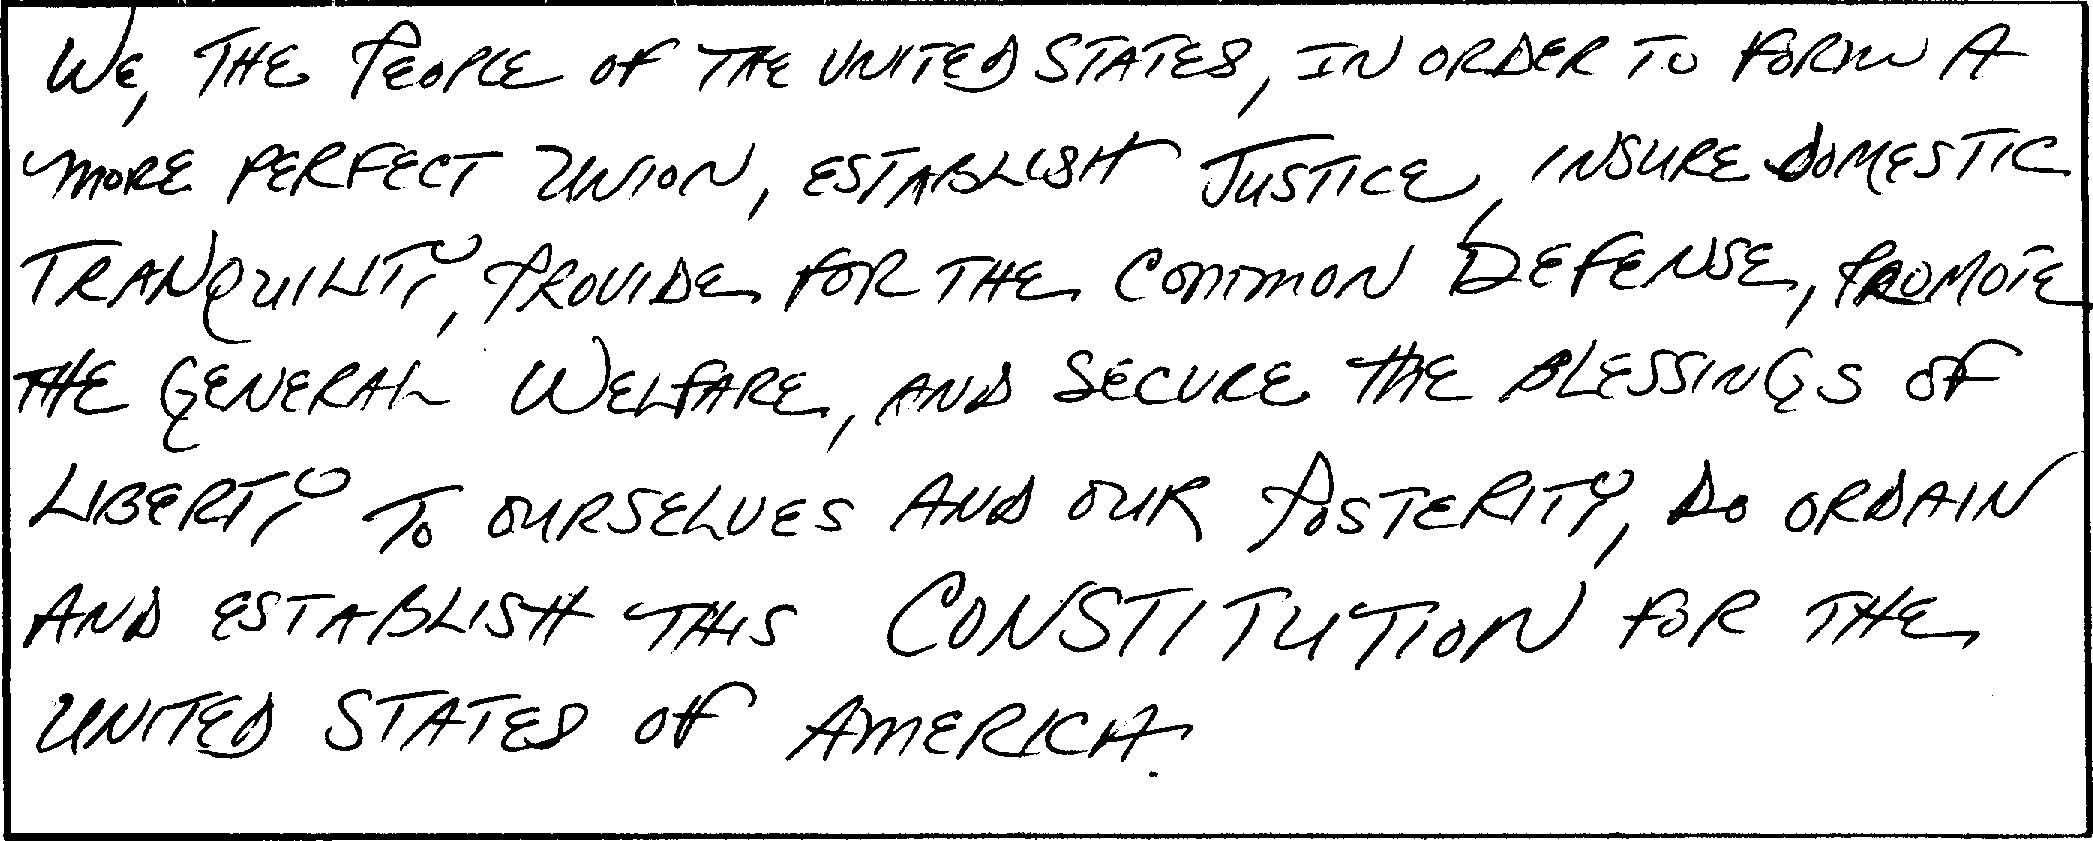 WE, THE PEOPLE OF THE UNITED STATES, IN ORDER TO FORM A
MORE PERFECT UNION, ESTABLISH JUSTICE, INSURE DOMESTIC
TRANQUILITY, PROVIDE FOR THE COMMON DEFENSE, PROMOTE
THE GENERAL WELFARE, AND SECURE THE BLESSINGS OF
LIBERTY TO OURSELVES AND OUR POSTERITY, DO ORDAIN
AND ESTABLISH THIS CONSTITUTION FOR THE
UNITED STATES OF AMERICA.